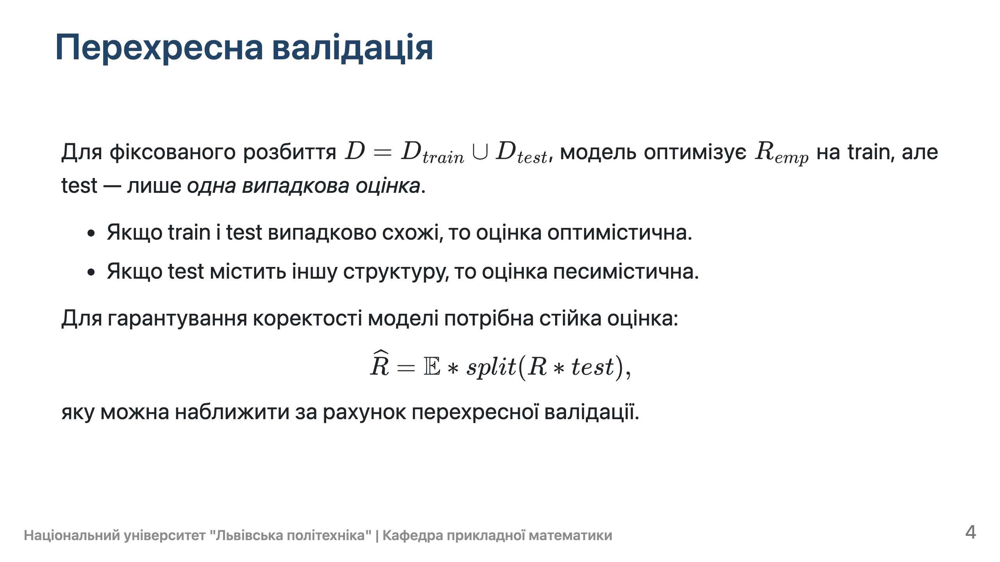 Перехресна валідація
Для фіксованого розбиття D = D_{train} ∪ D_{test}, модель оптимізує R_{emp} на train, але
test — лише одна випадкова оцінка.
• Якщо train і test випадково схожі, то оцінка оптимістична.
• Якщо test містить іншу структуру, то оцінка песимістична.
Для гарантування коректості моделі потрібна стійка оцінка:
\widehat{R} = 𝔼 * split(R * test),
яку можна наближити за рахунок перехресної валідації.
Національний університет "Львівська політехніка" | Кафедра прикладної математики
4